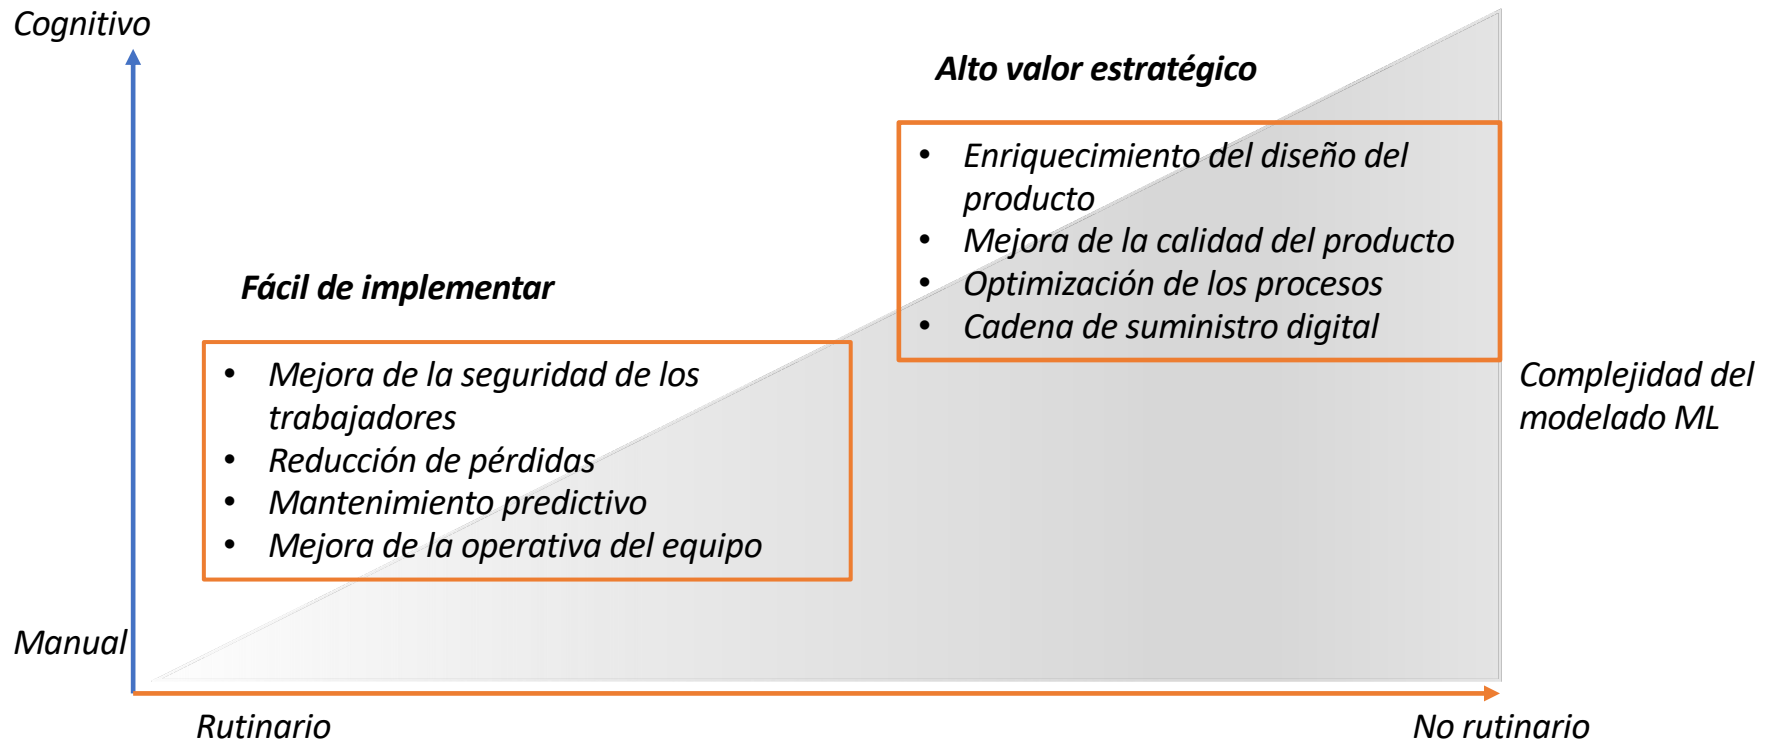 Cognitivo
Alto valor estratégico
• Enriquecimiento del diseño del
producto
• Mejora de la calidad del producto
• Optimización de los procesos
• Cadena de suministro digital
Fácil de implementar
• Mejora de la seguridad de los
trabajadores
• Reducción de pérdidas
• Mantenimiento predictivo
• Mejora de la operativa del equipo
Complejidad del
modelado ML
Manual
Rutinario
No rutinario